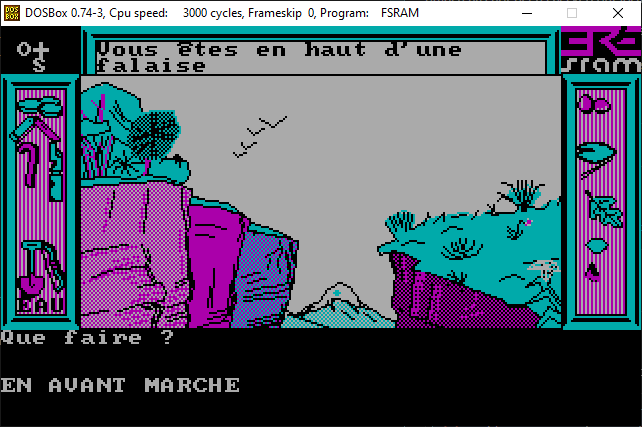 DOSBox 0.74-3, Cpu speed: 3000 cycles, Frameskip 0, Program: FSRAM
O
S
Vous êtes en haut d'une
falaise
ERE
sram
EAU
Que faire ?
EN AVANT MARCHE